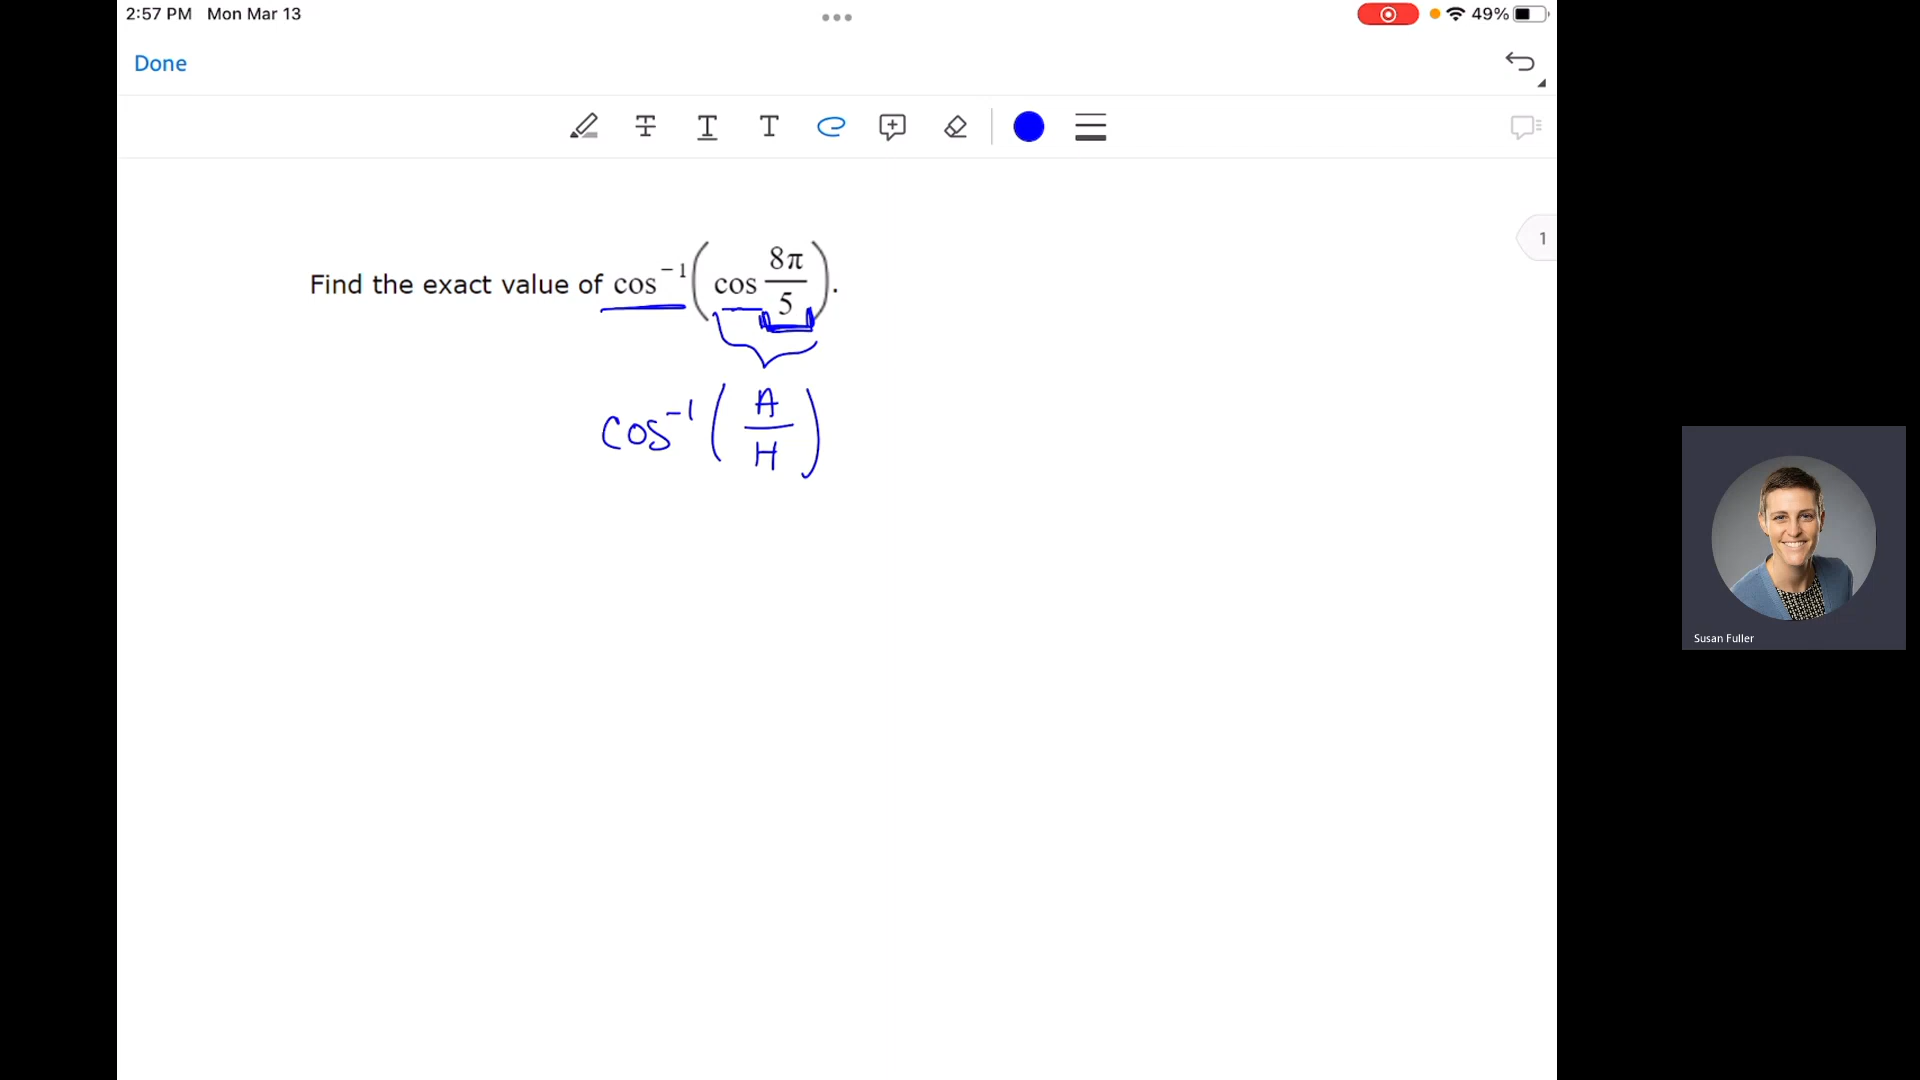 2:57 PM Mon Mar 13
49%
Done
T T T
1
Find the exact value of cos⁻¹(cos 8π/5).
cos⁻¹(A/H)
Susan Fuller